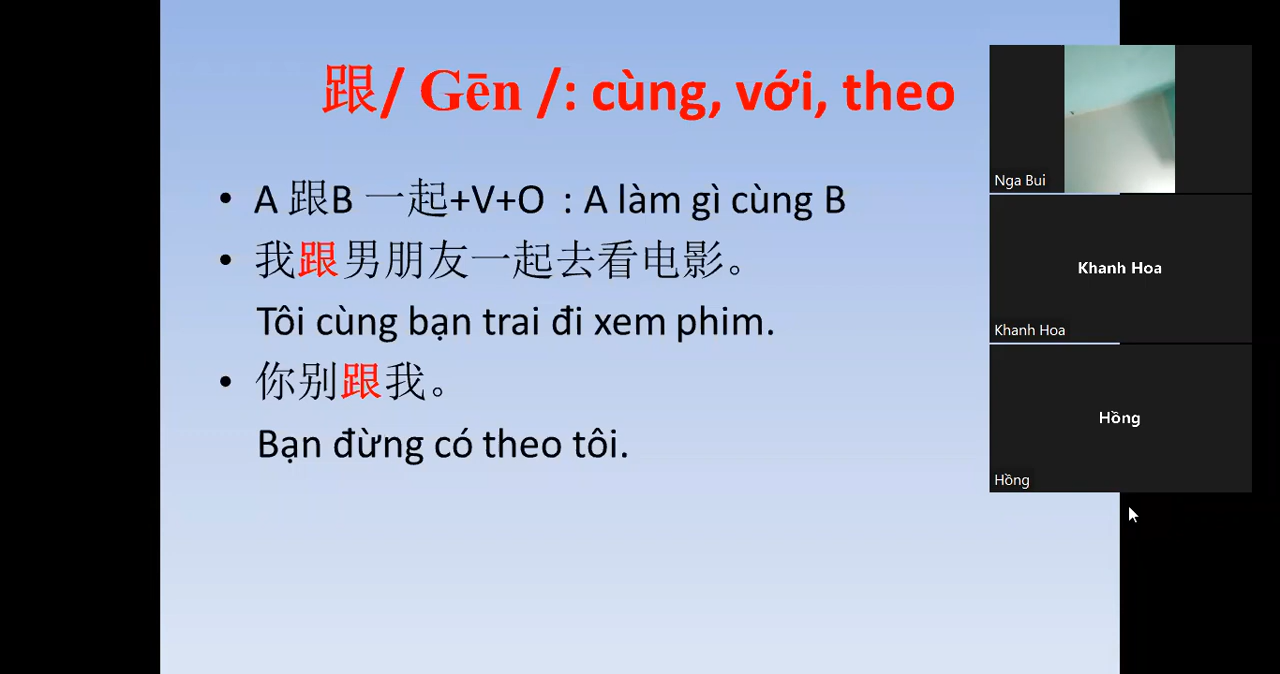 跟/ Gēn /: cùng, với, theo
• A 跟B 一起+V+O : A làm gì cùng B
• 我跟男朋友一起去看电影。
Tôi cùng bạn trai đi xem phim.
• 你别跟我。
Bạn đừng có theo tôi.
Nga Bui
Khanh Hoa
Khanh Hoa
Hồng
Hồng